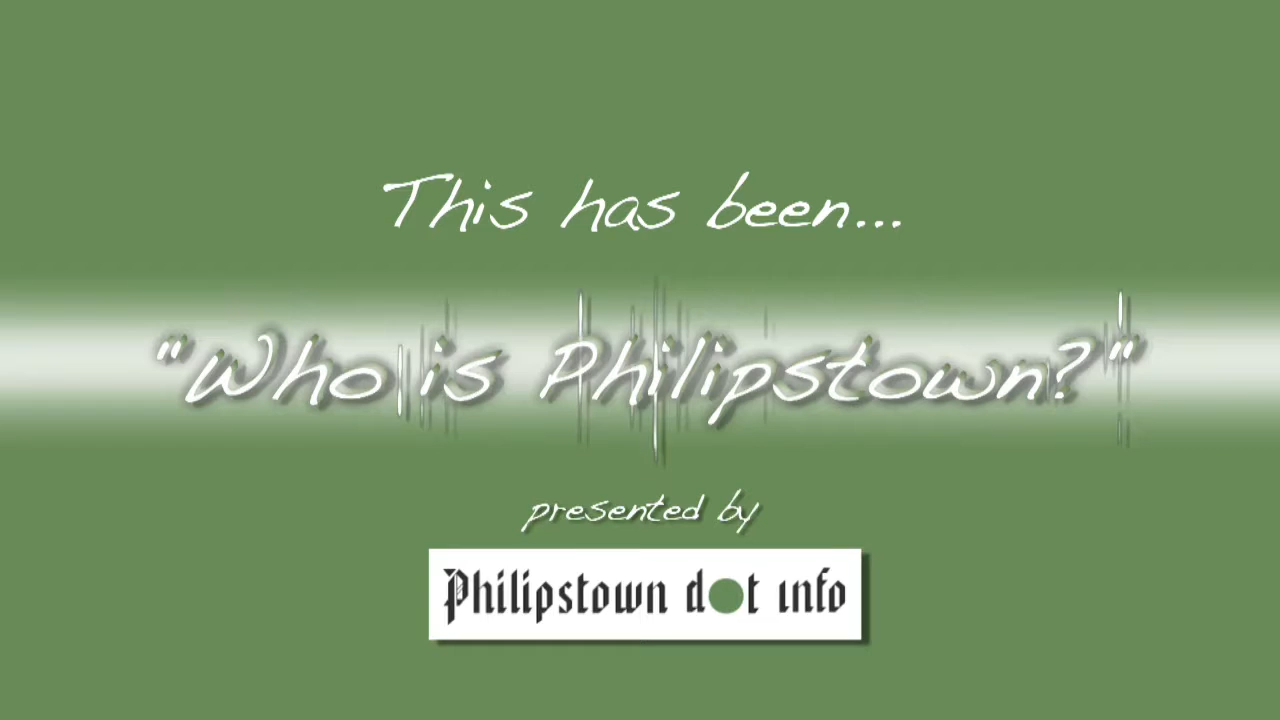 This has been...
"Who is Philipstown?"
presented by
Philipstown dot info